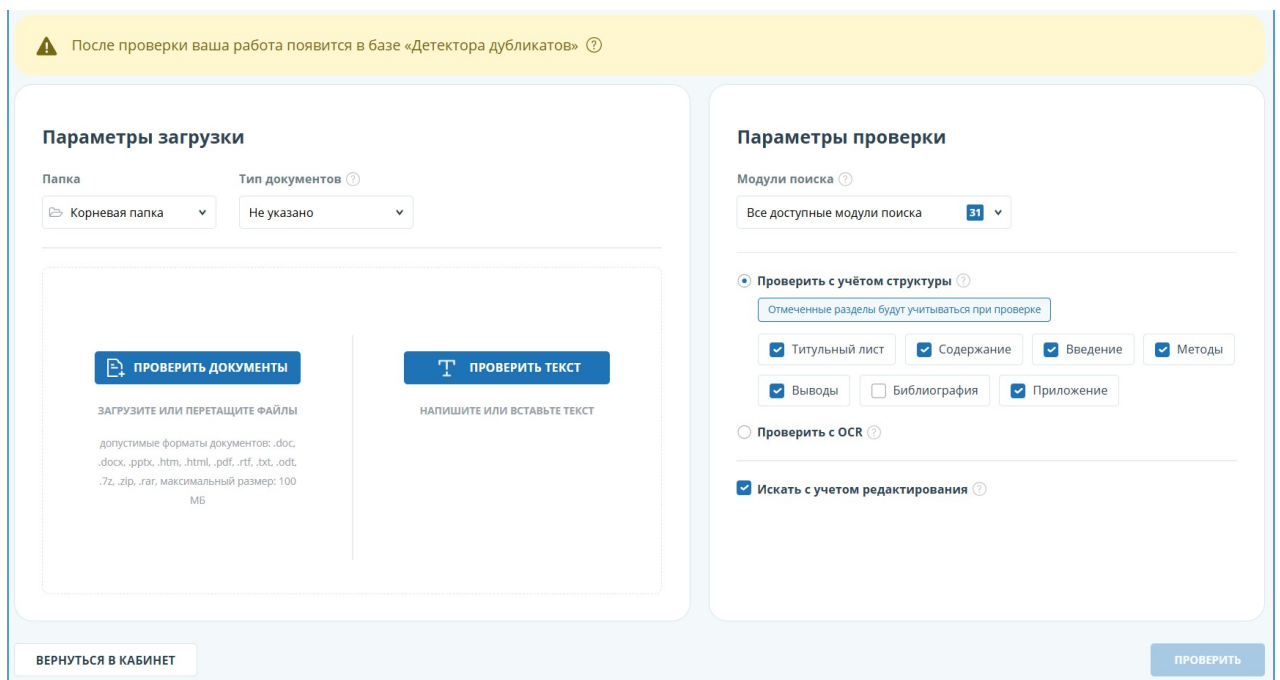 После проверки ваша работа появится в базе «Детектора дубликатов» ?
Параметры загрузки
Папка
Тип документов ?
Корневая папка
Не указано
ПРОВЕРИТЬ ДОКУМЕНТЫ
ЗАГРУЗИТЕ ИЛИ ПЕРЕТАЩИТЕ ФАЙЛЫ
допустимые форматы документов: .doc,
.docx, .pptx, .htm, .html, .pdf, .rtf, .txt, .odt,
.7z, .zip, .rar, максимальный размер: 100
МБ
ПРОВЕРИТЬ ТЕКСТ
НАПИШИТЕ ИЛИ ВСТАВЬТЕ ТЕКСТ
Параметры проверки
Модули поиска ?
Все доступные модули поиска 31
Проверить с учётом структуры ?
Отмеченные разделы будут учитываться при проверке
Титульный лист
Содержание
Введение
Методы
Выводы
Библиография
Приложение
Проверить с OCR ?
Искать с учетом редактирования ?
ВЕРНУТЬСЯ В КАБИНЕТ
ПРОВЕРИТЬ